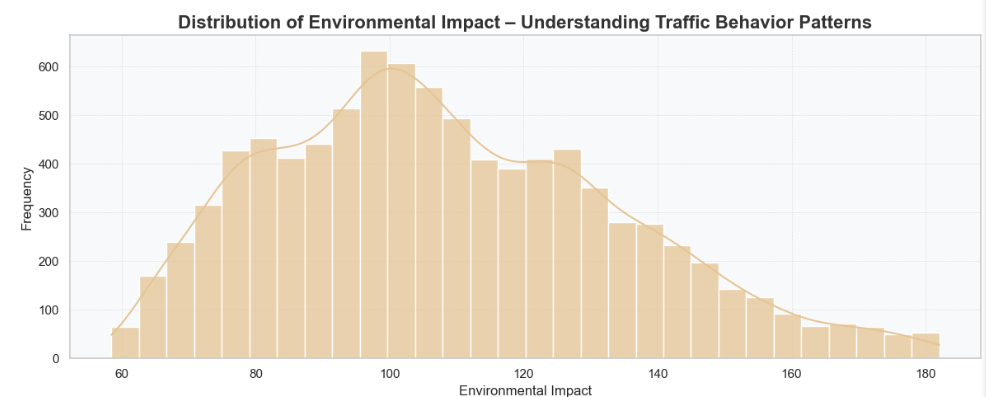 Distribution of Environmental Impact – Understanding Traffic Behavior Patterns
600
500
400
300
200
100
0
Frequency
60 80 100 120 140 160 180
Environmental Impact